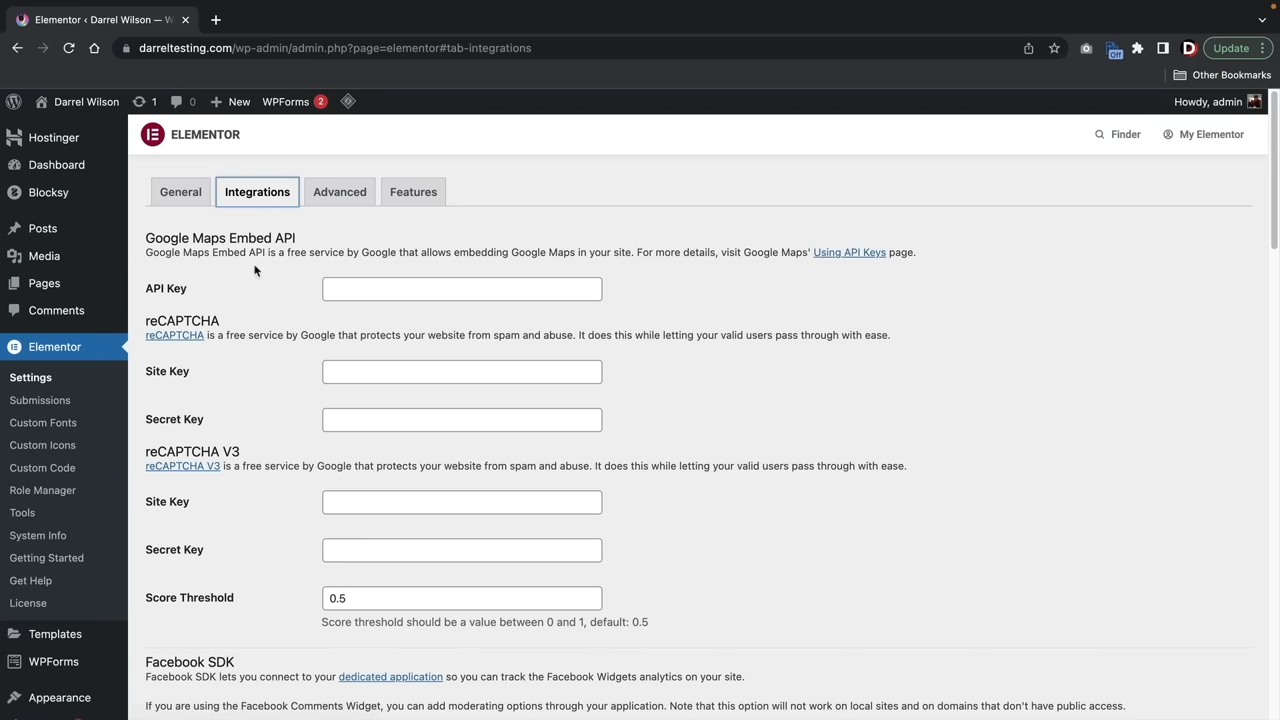 Elementor ‹ Darrel Wilson — W
darreltesting.com/wp-admin/admin.php?page=elementor#tab-integrations
Off
D
Update
Other Bookmarks
Darrel Wilson
1
0
New
WPForms 2
Howdy, admin
Hostinger
Dashboard
Blocksy
Posts
Media
Pages
Comments
Elementor
Settings
Submissions
Custom Fonts
Custom Icons
Custom Code
Role Manager
Tools
System Info
Getting Started
Get Help
License
Templates
WPForms
Appearance
ELEMENTOR
Finder
My Elementor
General
Integrations
Advanced
Features
Google Maps Embed API
Google Maps Embed API is a free service by Google that allows embedding Google Maps in your site. For more details, visit Google Maps' Using API Keys page.
API Key
reCAPTCHA
reCAPTCHA is a free service by Google that protects your website from spam and abuse. It does this while letting your valid users pass through with ease.
Site Key
Secret Key
reCAPTCHA V3
reCAPTCHA V3 is a free service by Google that protects your website from spam and abuse. It does this while letting your valid users pass through with ease.
Site Key
Secret Key
Score Threshold
0.5
Score threshold should be a value between 0 and 1, default: 0.5
Facebook SDK
Facebook SDK lets you connect to your dedicated application so you can track the Facebook Widgets analytics on your site.
If you are using the Facebook Comments Widget, you can add moderating options through your application. Note that this option will not work on local sites and on domains that don't have public access.